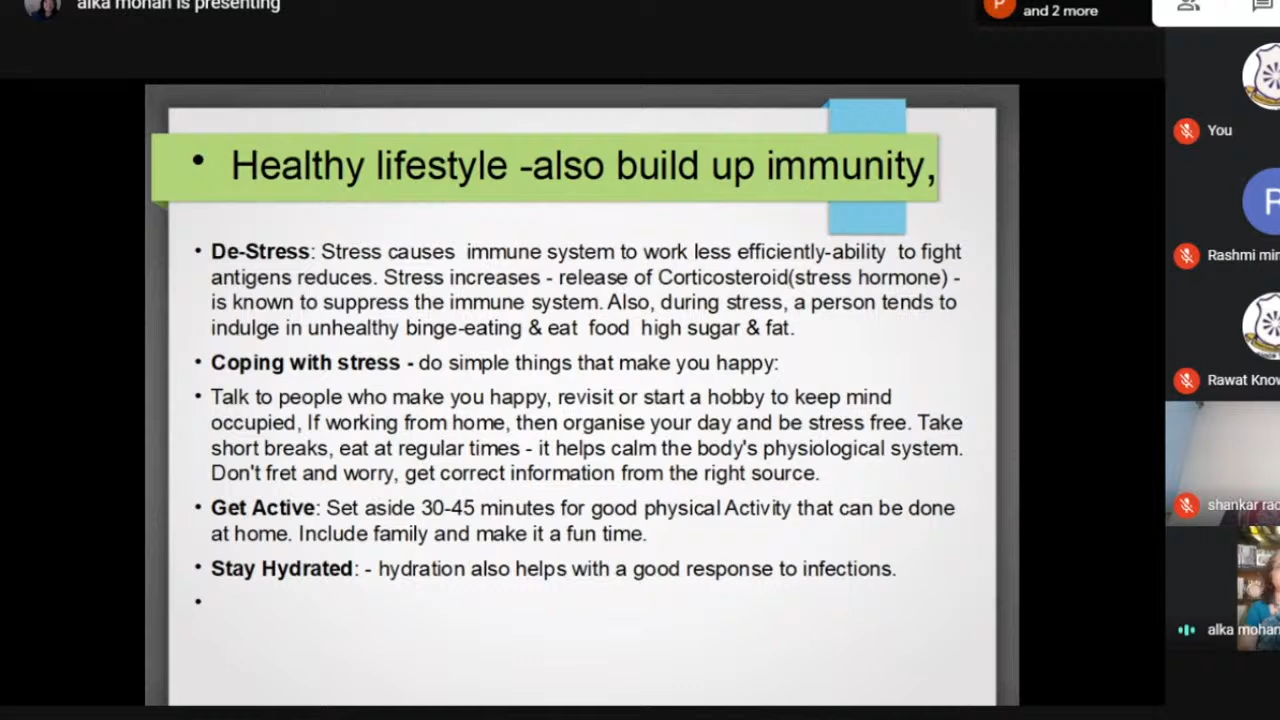 alka mohan is presenting
P
and 2 more
• Healthy lifestyle -also build up immunity,
• De-Stress: Stress causes immune system to work less efficiently-ability to fight
antigens reduces. Stress increases - release of Corticosteroid(stress hormone) -
is known to suppress the immune system. Also, during stress, a person tends to
indulge in unhealthy binge-eating & eat food high sugar & fat.
• Coping with stress - do simple things that make you happy:
• Talk to people who make you happy, revisit or start a hobby to keep mind
occupied, If working from home, then organise your day and be stress free. Take
short breaks, eat at regular times - it helps calm the body's physiological system.
Don't fret and worry, get correct information from the right source.
• Get Active: Set aside 30-45 minutes for good physical Activity that can be done
at home. Include family and make it a fun time.
• Stay Hydrated: - hydration also helps with a good response to infections.
•
You
R
Rashmi
Rawat
shankar
alka mohan